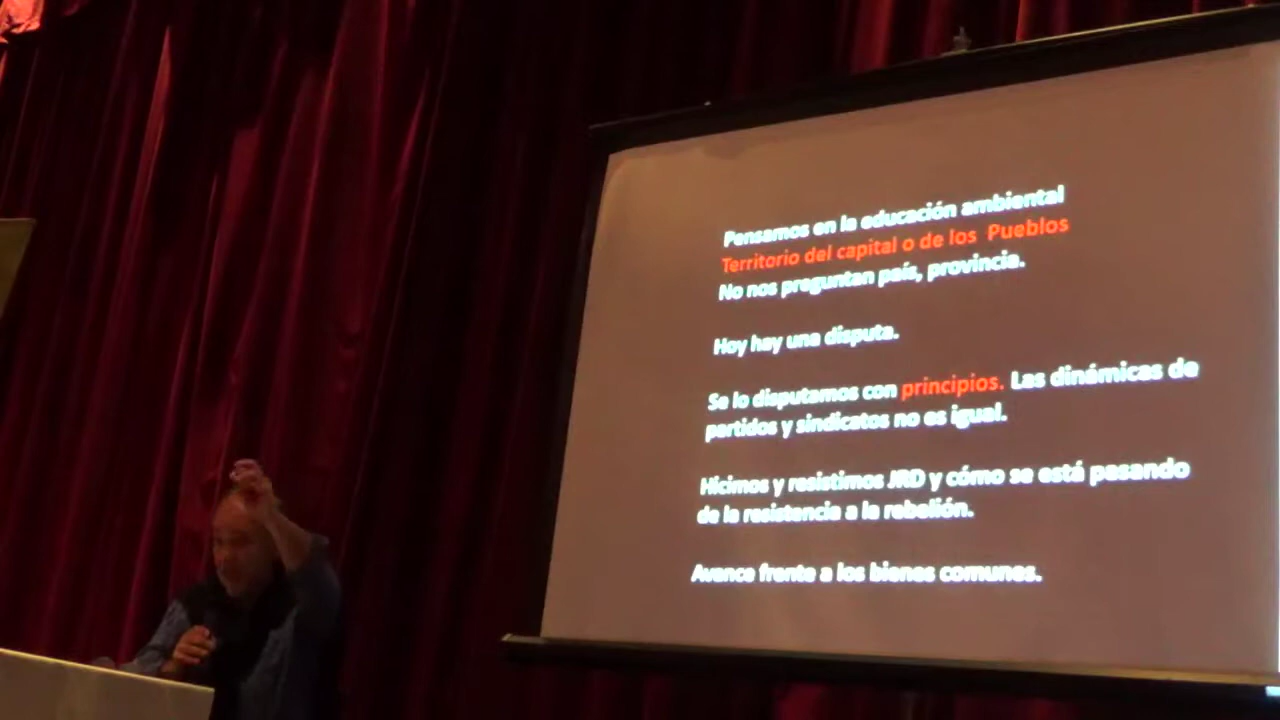 Pensamos en la educación ambiental
Territorio del capital o de los Pueblos
No nos preguntan país, provincia.
Hoy hay una disputa.
Se lo disputamos con principios. Las dinámicas de
partidos y sindicatos no es igual.
Hicimos y resistimos JRD y cómo se está pasando
de la resistencia a la rebelión.
Avance frente a los bienes comunes.